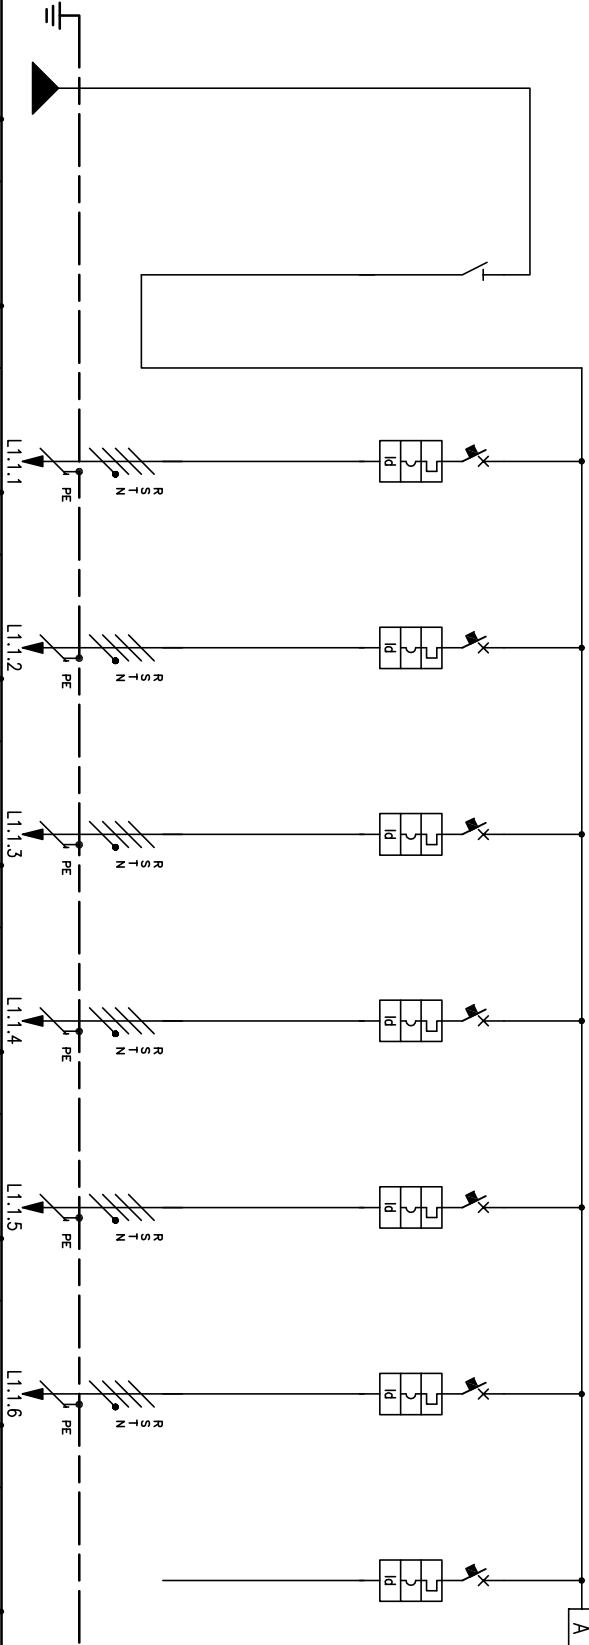 A
Id Id Id Id Id Id Id
R R R R R R
S S S S S S
T T T T T T
N N N N N N
PE PE PE PE PE PE
L1.1.1 L1.1.2 L1.1.3 L1.1.4 L1.1.5 L1.1.6